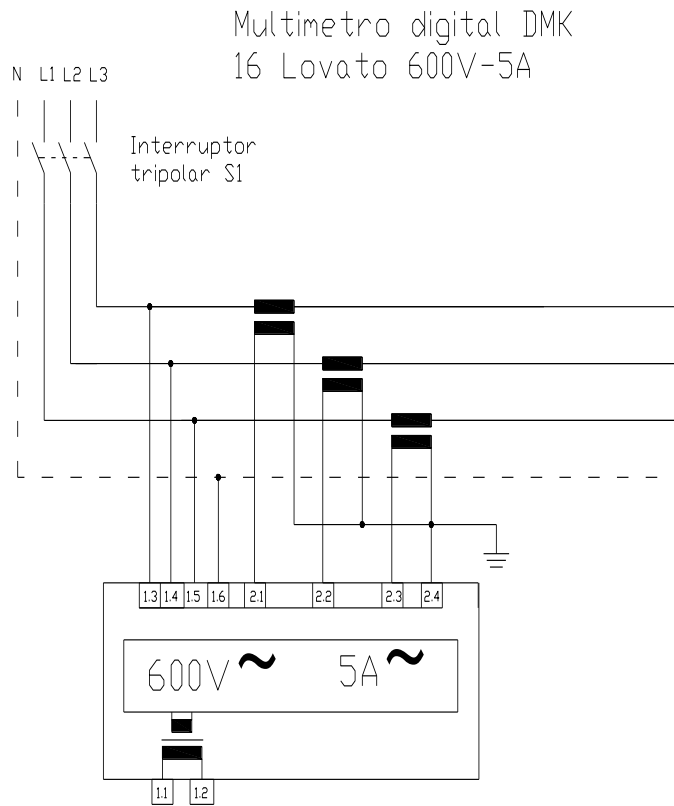 Multimetro digital DMK
16 Lovato 600V-5A
N L1 L2 L3
Interruptor
tripolar S1
1.3 1.4 1.5 1.6 2.1 2.2 2.3 2.4
600V ~ 5A ~
1.1 1.2